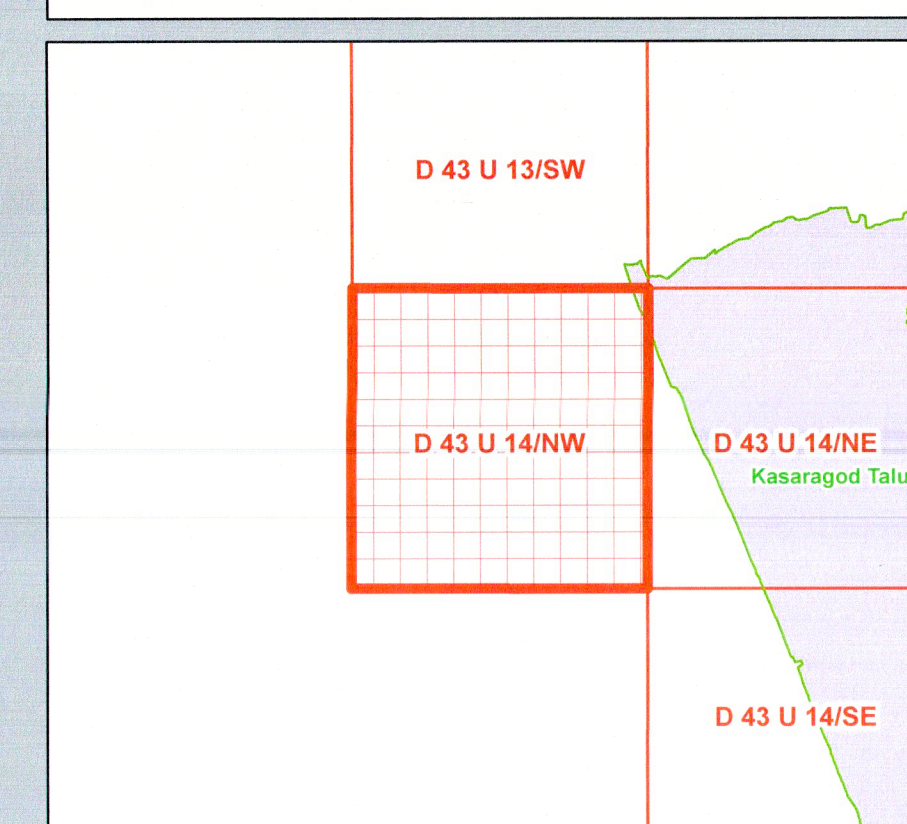 D 43 U 13/SW
D 43 U 14/NW
D 43 U 14/NE
Kasaragod Talu
D 43 U 14/SE